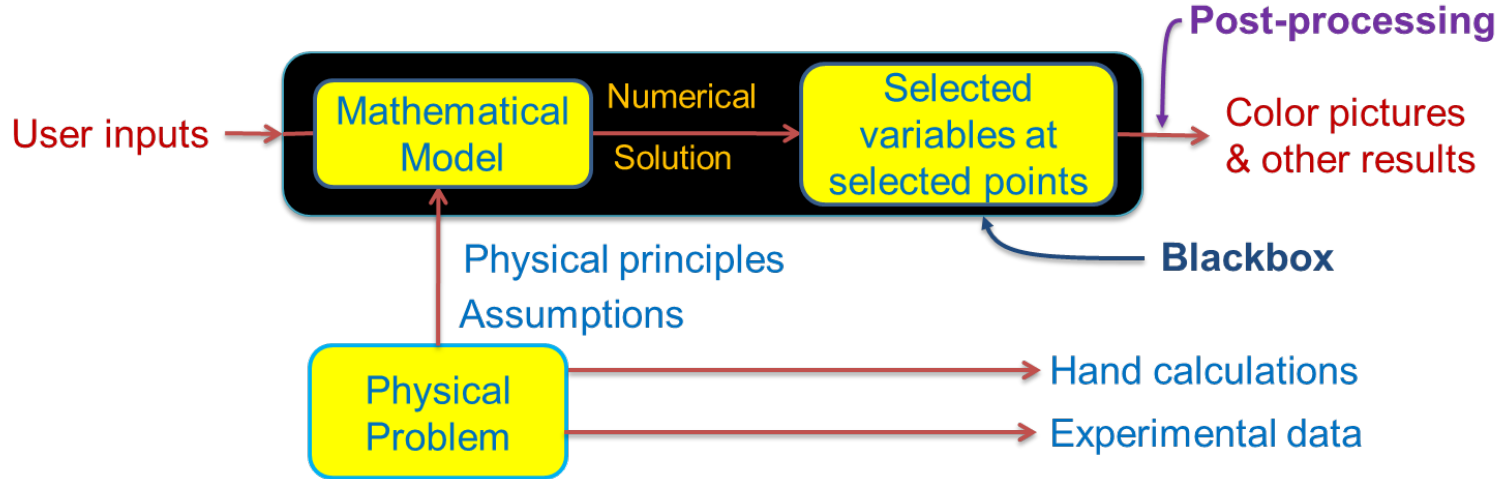 Post-processing
User inputs
Mathematical
Model
Numerical
Solution
Selected
variables at
selected points
Color pictures
& other results
Physical principles
Assumptions
Blackbox
Physical
Problem
Hand calculations
Experimental data